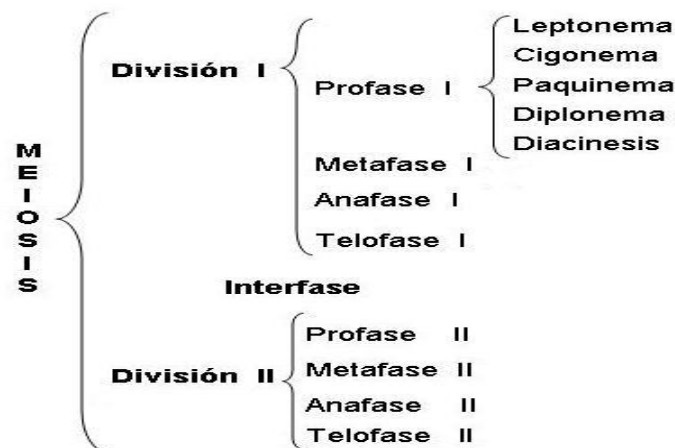 MEIOSIS
División I
Profase I
Leptonema
Cigonema
Paquinema
Diplonema
Diacinesis
Metafase I
Anafase I
Telofase I
Interfase
División II
Profase II
Metafase II
Anafase II
Telofase II